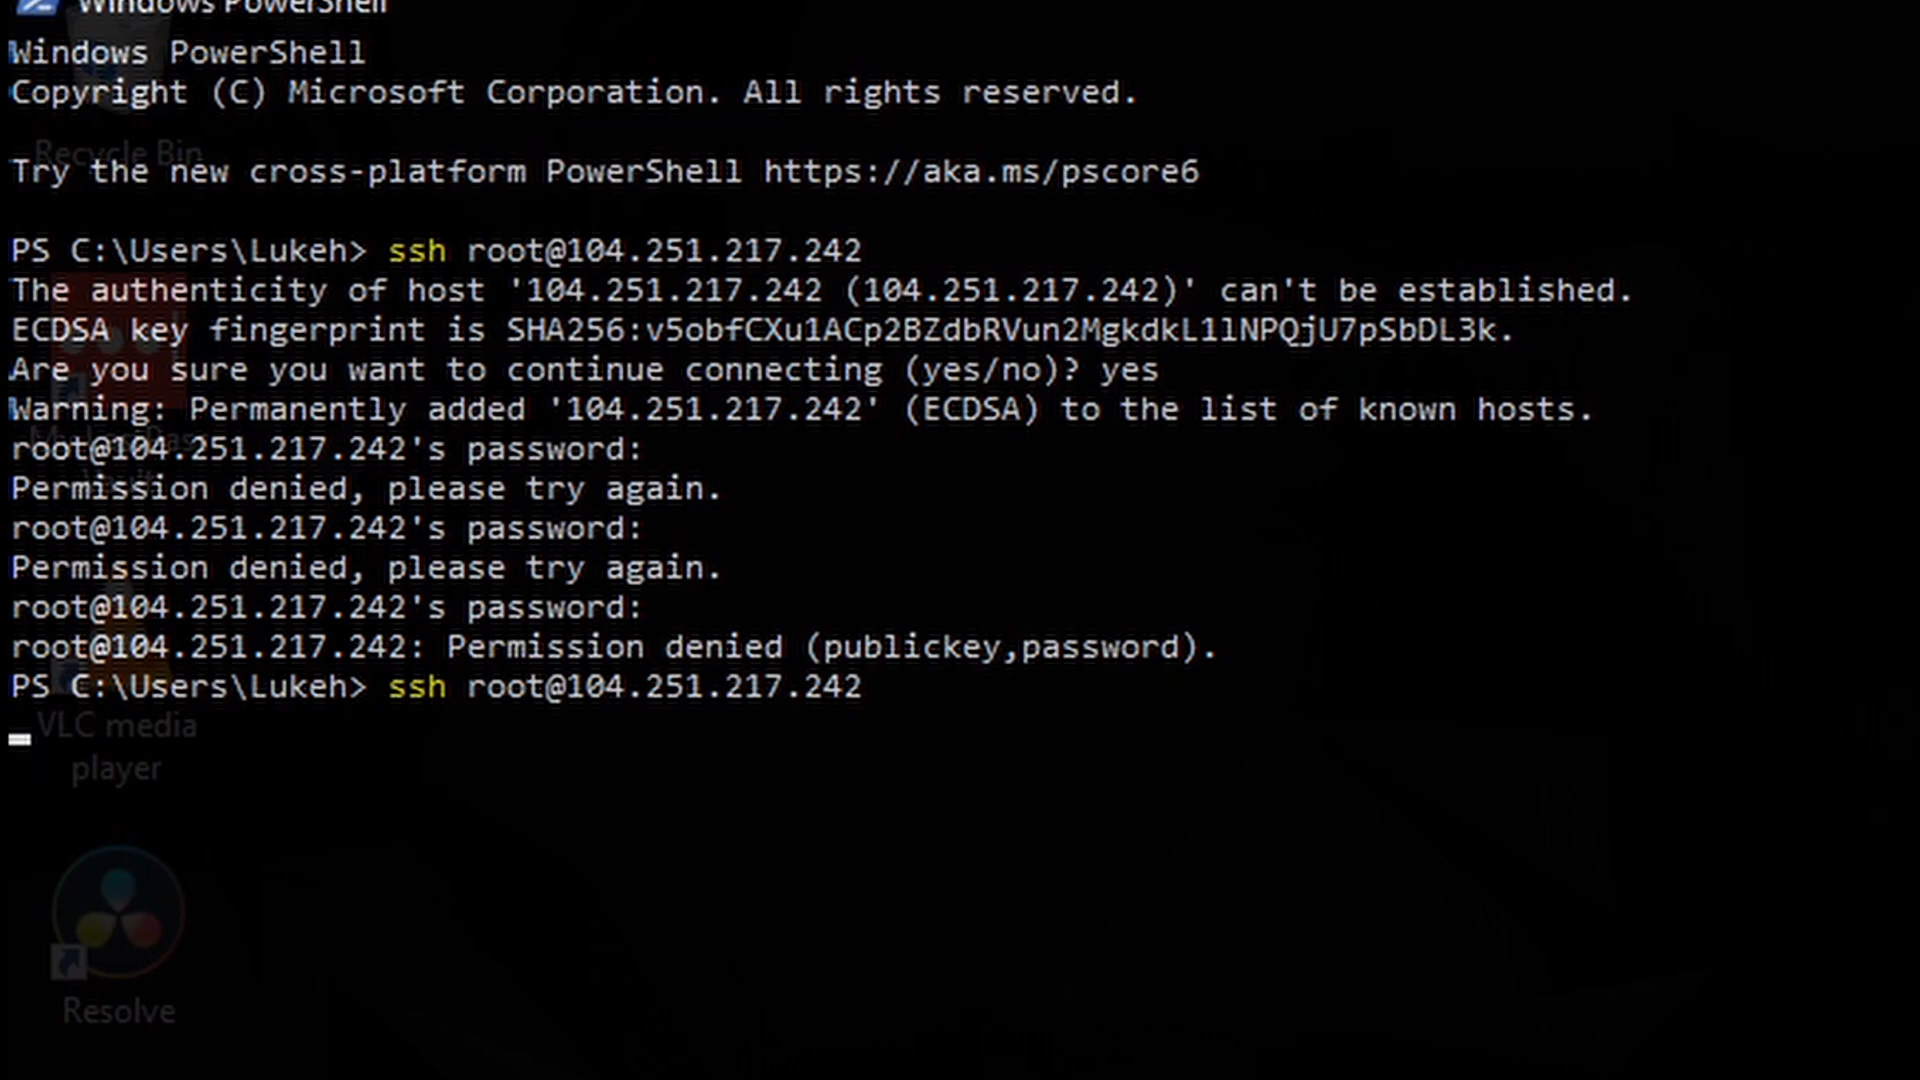 Windows PowerShell
Windows PowerShell
Copyright (C) Microsoft Corporation. All rights reserved.
Recycle Bin
Try the new cross-platform PowerShell https://aka.ms/pscore6
PS C:\Users\Lukeh> ssh root@104.251.217.242
The authenticity of host '104.251.217.242 (104.251.217.242)' can't be established.
ECDSA key fingerprint is SHA256:v5obfCXu1ACp2BZdbRVun2MgkdkL1lNPQjU7pSbDL3k.
Are you sure you want to continue connecting (yes/no)? yes
Warning: Permanently added '104.251.217.242' (ECDSA) to the list of known hosts.
root@104.251.217.242's password:
Permission denied, please try again.
root@104.251.217.242's password:
Permission denied, please try again.
root@104.251.217.242's password:
root@104.251.217.242: Permission denied (publickey,password).
PS C:\Users\Lukeh> ssh root@104.251.217.242
VLC media
player
Resolve